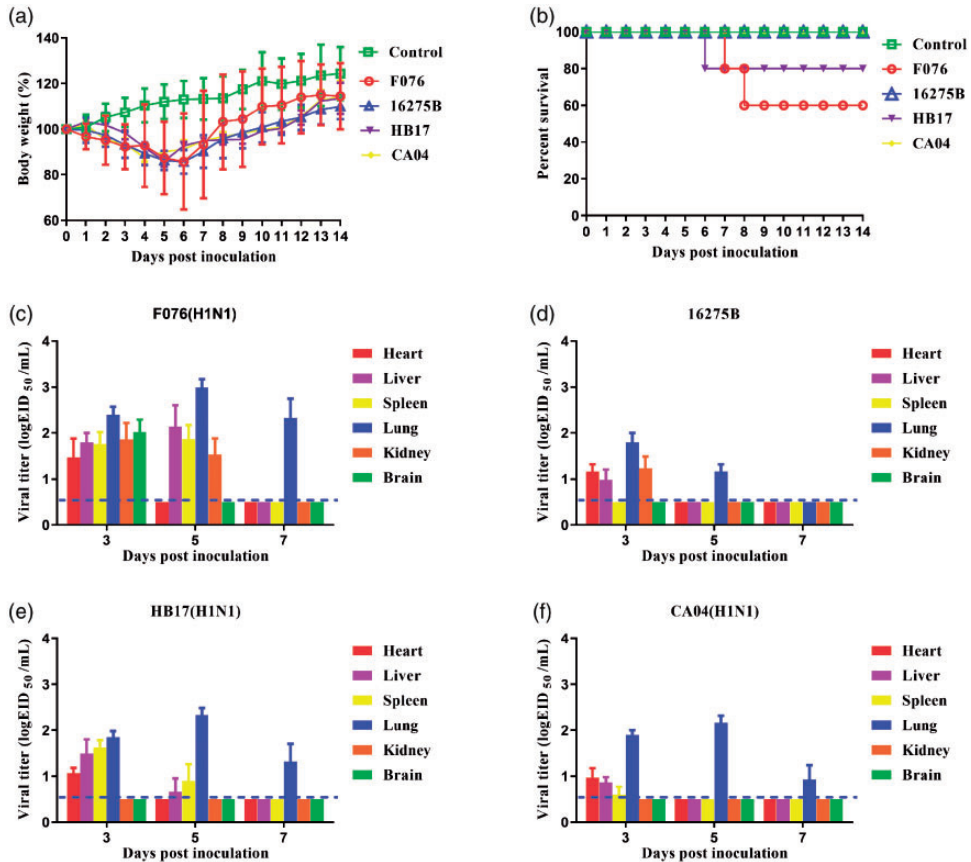 (a)
140
120
100
80
60
Body weight (%)
0 1 2 3 4 5 6 7 8 9 10 11 12 13 14
Days post inoculation
Control
F076
16275B
HB17
CA04
(b)
100
80
60
40
20
0
Percent survival
0 1 2 3 4 5 6 7 8 9 10 11 12 13 14
Days post inoculation
Control
F076
16275B
HB17
CA04
(c)
F076(H1N1)
4
3
2
1
0
Viral titer (logEID 50 /mL)
3 5 7
Days post inoculation
Heart
Liver
Spleen
Lung
Kidney
Brain
(d)
16275B
4
3
2
1
0
Viral titer (logEID 50 /mL)
3 5 7
Days post inoculation
Heart
Liver
Spleen
Lung
Kidney
Brain
(e)
HB17(H1N1)
4
3
2
1
0
Viral titer (logEID 50 /mL)
3 5 7
Days post inoculation
Heart
Liver
Spleen
Lung
Kidney
Brain
(f)
CA04(H1N1)
4
3
2
1
0
Viral titer (logEID 50 /mL)
3 5 7
Days post inoculation
Heart
Liver
Spleen
Lung
Kidney
Brain